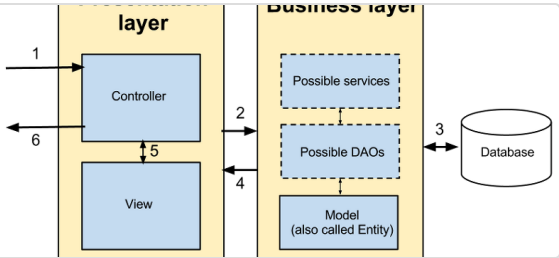 Presentation
layer
Business layer
1
Controller
6
5
View
2
4
Possible services
Possible DAOs
Model
(also called Entity)
3
Database